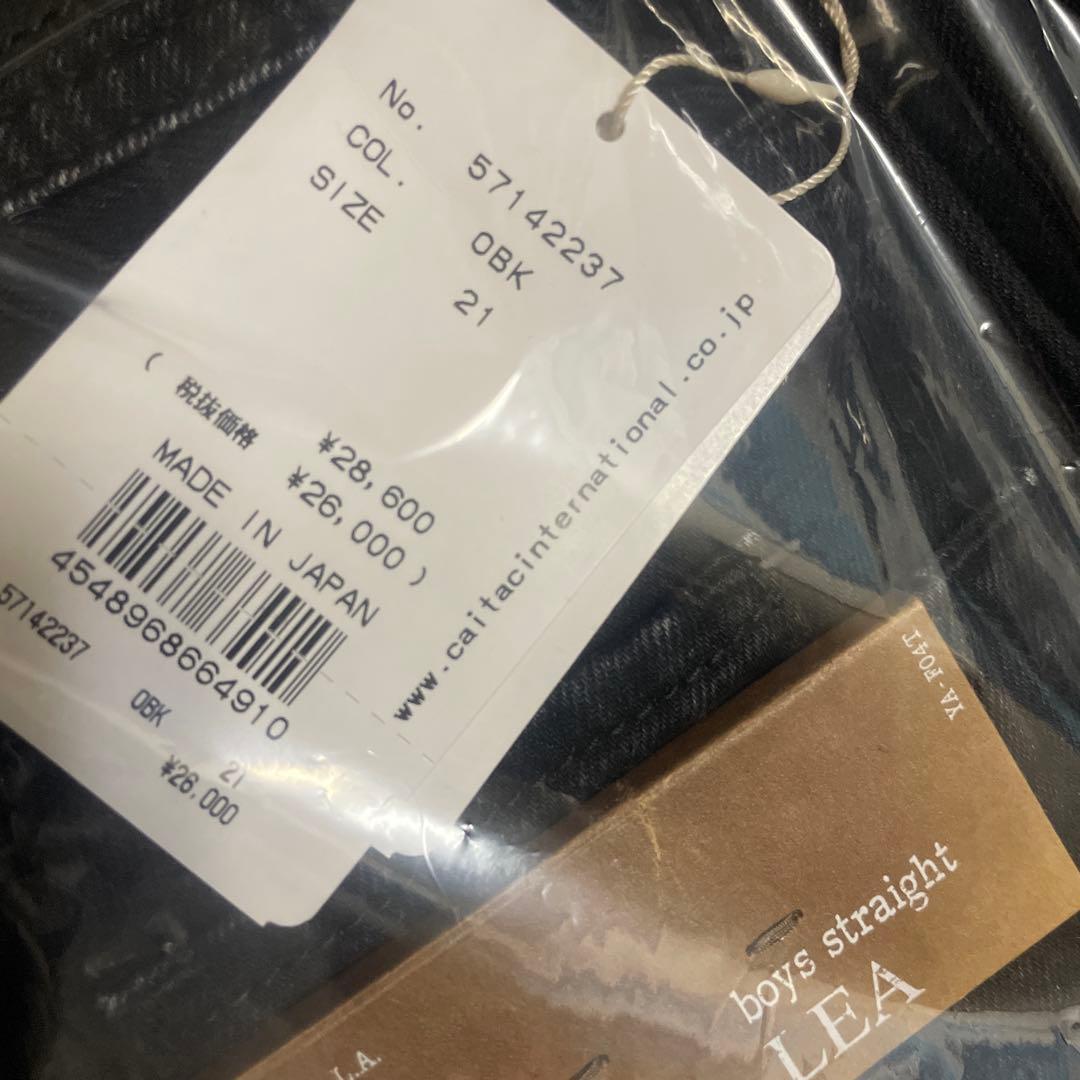 No. 57142237
COL. OBK
SIZE 21
¥28,600
( 税抜価格 ¥26,000 )
MADE IN JAPAN
4548968664910
57142237
OBK 21
¥26,000
www.caitacinternational.co.jp
YA-F04T
boys straight
LEA
L.A.